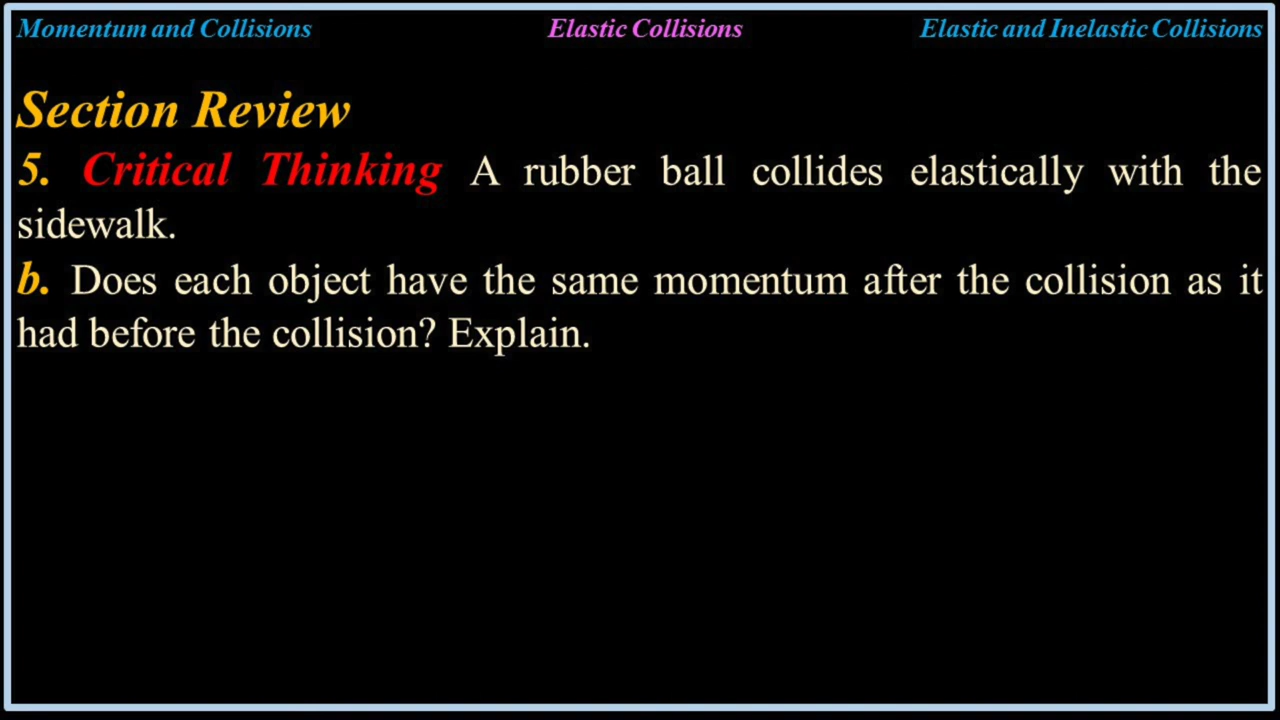 Momentum and Collisions Elastic Collisions Elastic and Inelastic Collisions
Section Review
5. Critical Thinking A rubber ball collides elastically with the
sidewalk.
b. Does each object have the same momentum after the collision as it
had before the collision? Explain.